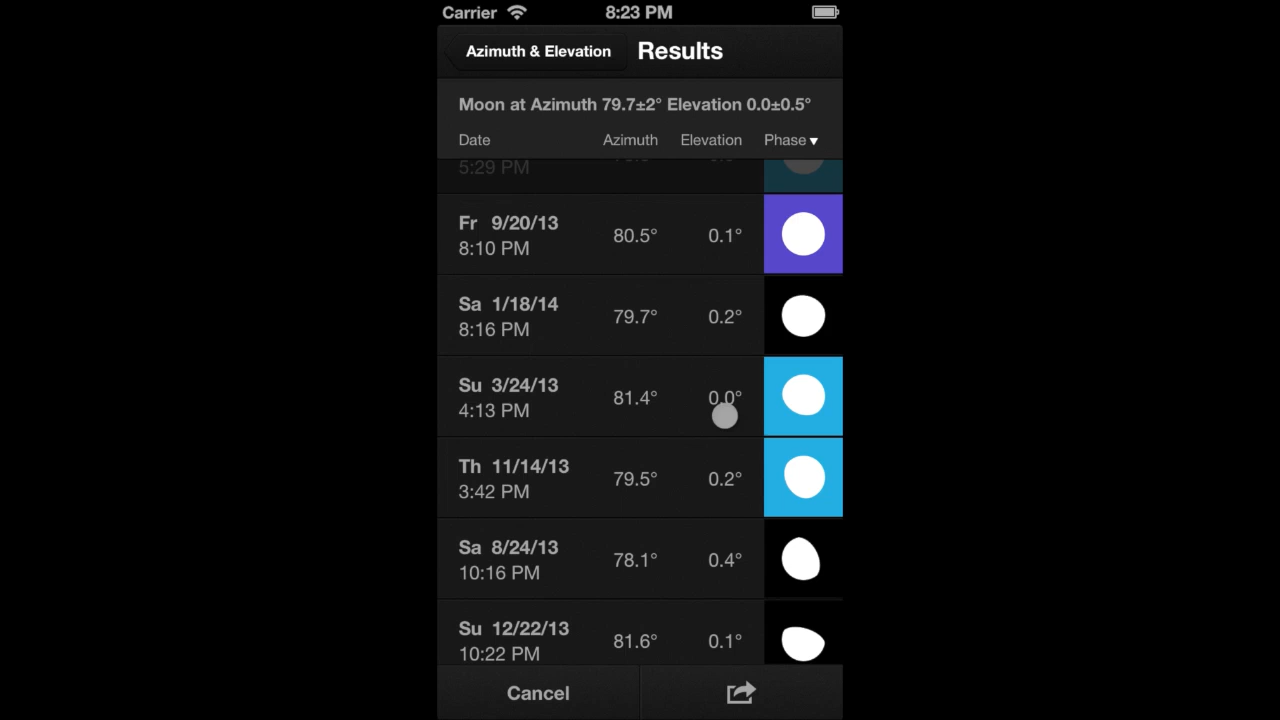 Carrier 8:23 PM
Azimuth & Elevation Results
Moon at Azimuth 79.7±2° Elevation 0.0±0.5°
Date Azimuth Elevation Phase
5:29 PM
Fr 9/20/13
8:10 PM
80.5° 0.1°
Sa 1/18/14
8:16 PM
79.7° 0.2°
Su 3/24/13
4:13 PM
81.4° 0.0°
Th 11/14/13
3:42 PM
79.5° 0.2°
Sa 8/24/13
10:16 PM
78.1° 0.4°
Su 12/22/13
10:22 PM
81.6° 0.1°
Cancel